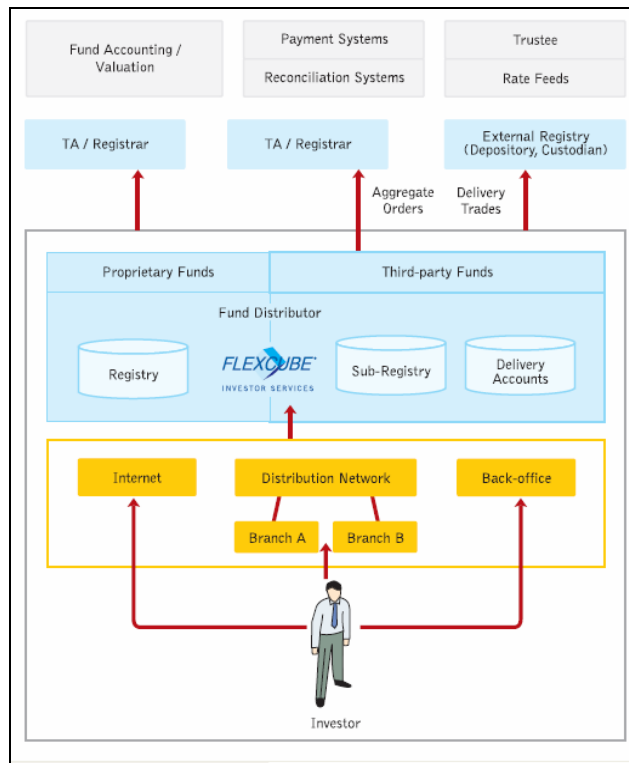 Fund Accounting /
Valuation
Payment Systems
Reconciliation Systems
Trustee
Rate Feeds
TA / Registrar
TA / Registrar
External Registry
(Depository, Custodian)
Aggregate
Orders
Delivery
Trades
Proprietary Funds
Third-party Funds
Fund Distributor
Registry
FLEXCUBE®
INVESTOR SERVICES
Sub-Registry
Delivery
Accounts
Internet
Distribution Network
Back-office
Branch A
Branch B
Investor